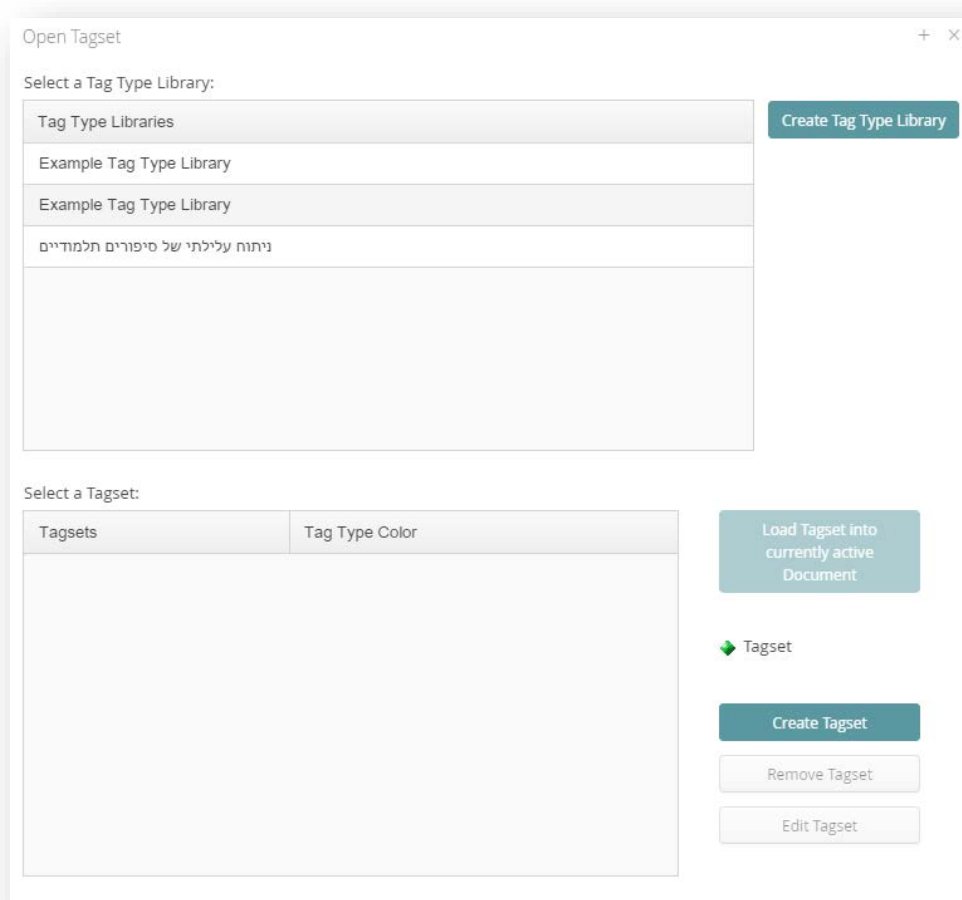 Open Tagset
Select a Tag Type Library:
Tag Type Libraries
Create Tag Type Library
Example Tag Type Library
Example Tag Type Library
ניתוח עלילתי של סיפורים תלמודיים
Select a Tagset:
Tagsets
Tag Type Color
Load Tagset into
currently active
Document
Tagset
Create Tagset
Remove Tagset
Edit Tagset